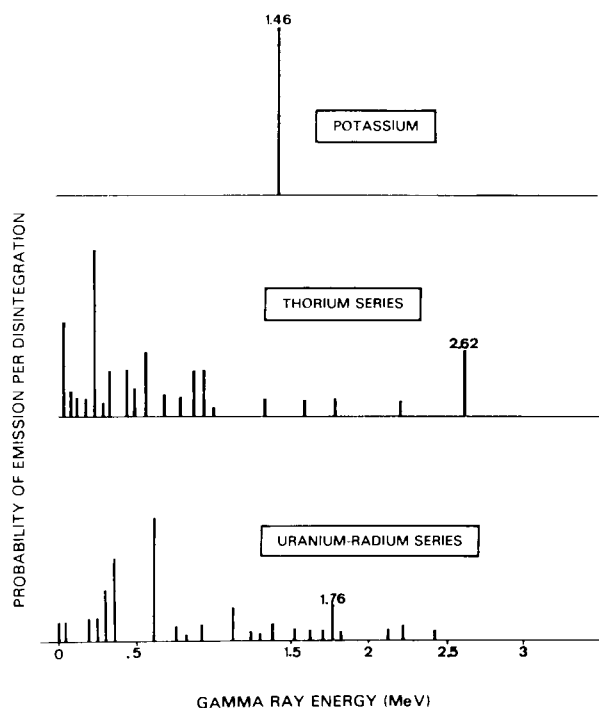 1.46
POTASSIUM
THORIUM SERIES
2.62
URANIUM-RADIUM SERIES
1.76
0 .5 1.5 2 2.5 3
GAMMA RAY ENERGY (MeV)
PROBABILITY OF EMISSION PER DISINTEGRATION